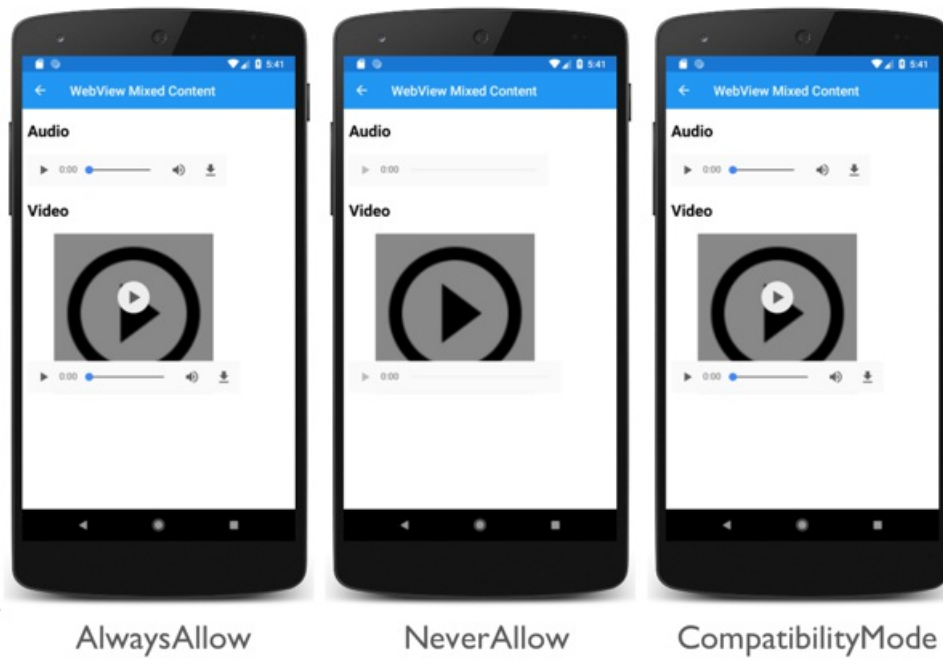 5:41
WebView Mixed Content
Audio
0:00
Video
0:00
AlwaysAllow
5:41
WebView Mixed Content
Audio
0:00
Video
0:00
NeverAllow
5:41
WebView Mixed Content
Audio
0:00
Video
0:00
CompatibilityMode